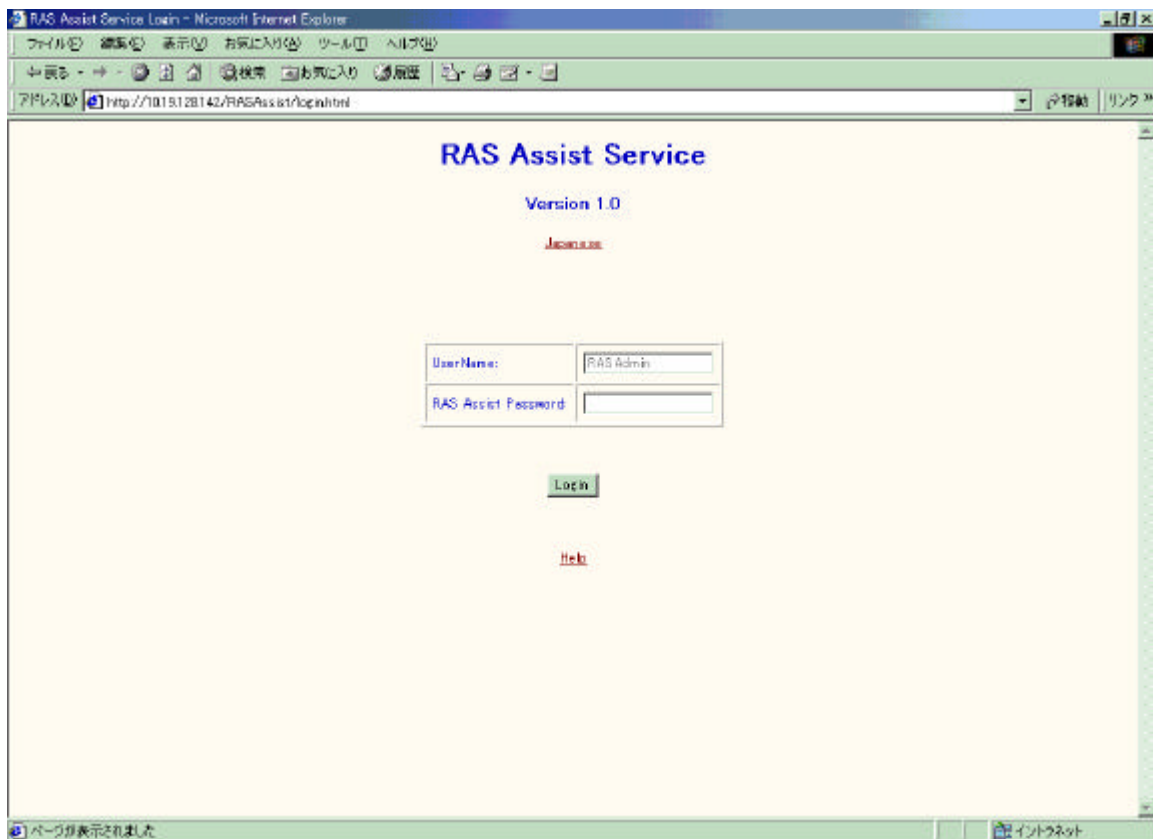 RAS Assist Service Login - Microsoft Internet Explorer
ファイル(F) 編集(E) 表示(V) お気に入り(A) ツール(T) ヘルプ(H)
戻る 検索 お気に入り 履歴
アドレス(D) http://10.19.128.142/RASAssist/login.html 移動 リンク »
RAS Assist Service
Version 1.0
Japanese
UserName: RAS Admin
RAS Assist Password
Login
Help
ページが表示されました イントラネット